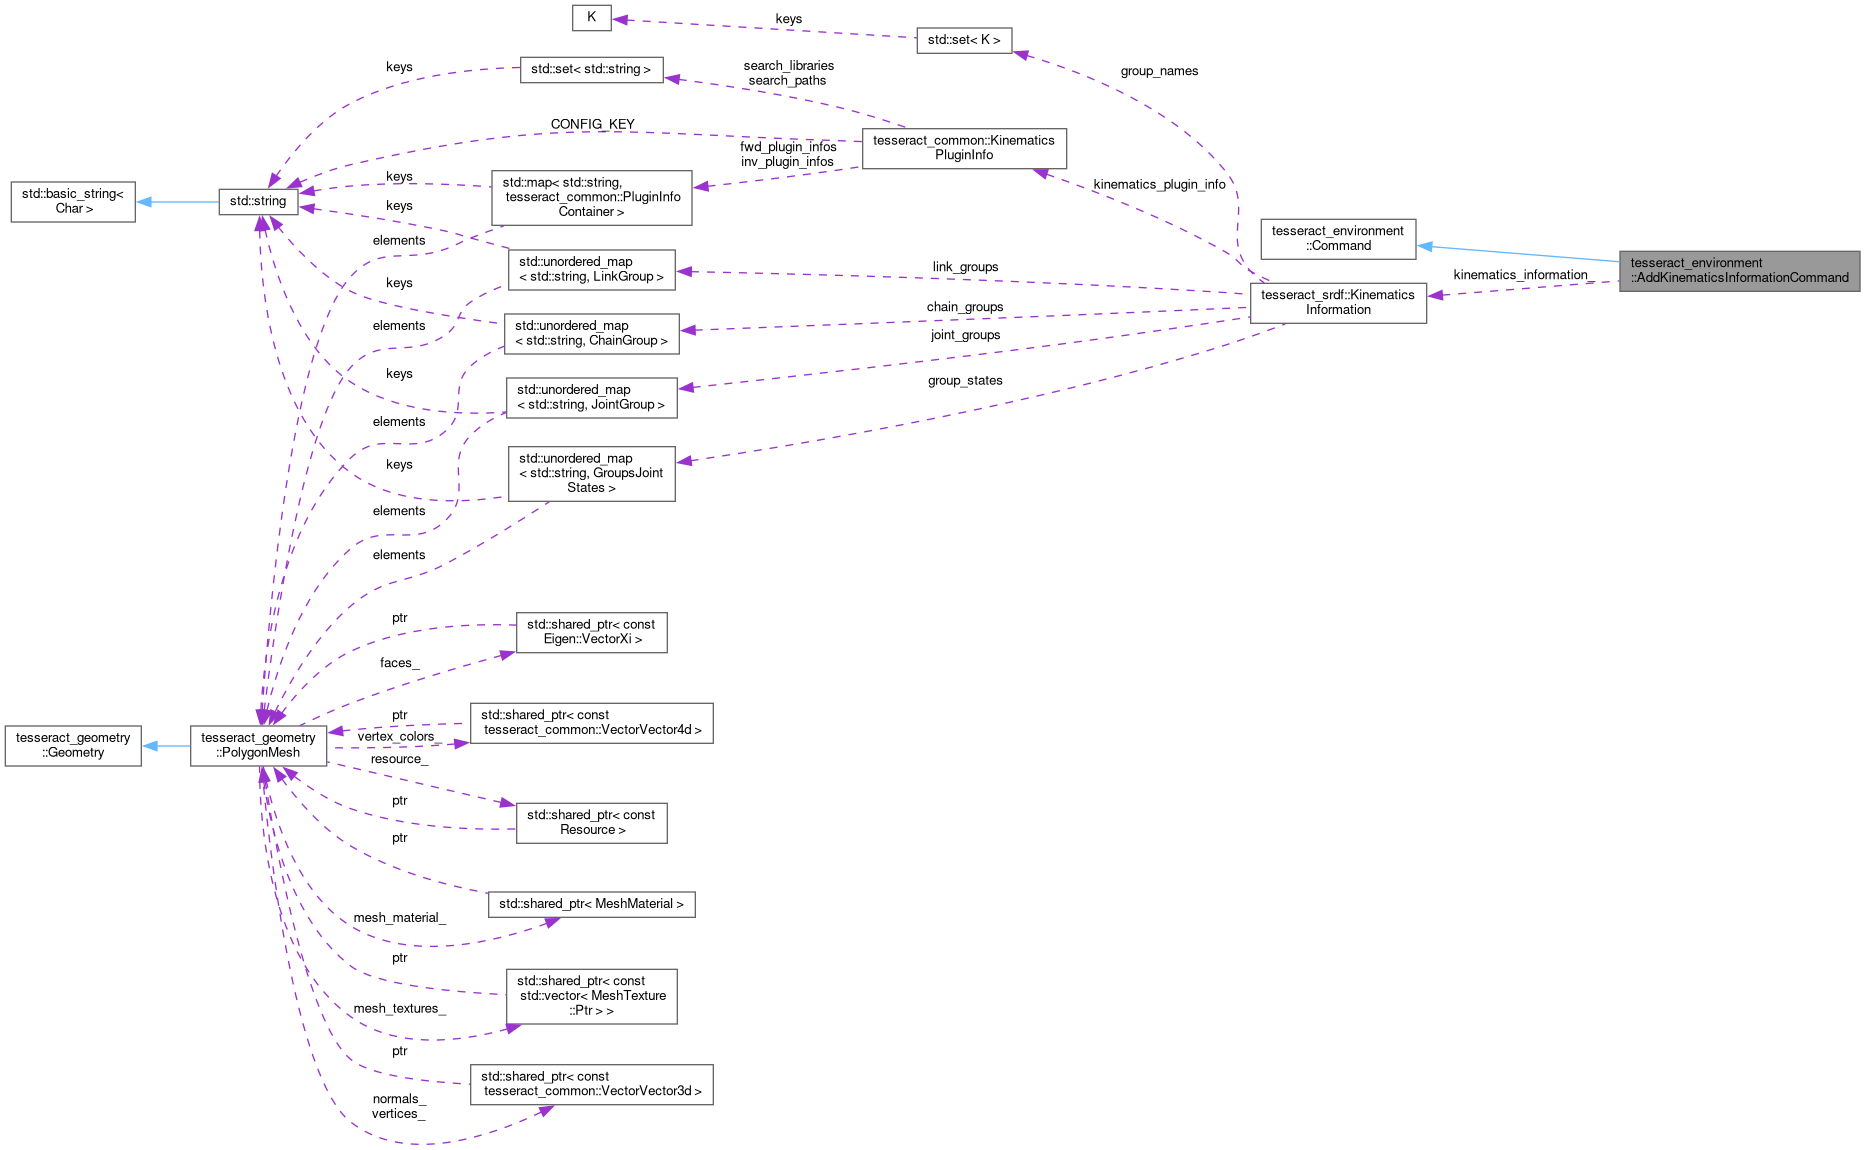 K
keys
std::set< K >
keys
std::set< std::string >
search_libraries
search_paths
group_names
CONFIG_KEY
tesseract_common::Kinematics
PluginInfo
fwd_plugin_infos
inv_plugin_infos
keys
std::map< std::string,
tesseract_common::PluginInfo
Container >
kinematics_plugin_info
std::basic_string<
Char >
std::string
keys
elements
std::unordered_map
< std::string, LinkGroup >
link_groups
tesseract_environment
::Command
tesseract_environment
::AddKinematicsInformationCommand
kinematics_information_
tesseract_srdf::Kinematics
Information
keys
chain_groups
elements
std::unordered_map
< std::string, ChainGroup >
joint_groups
keys
std::unordered_map
< std::string, JointGroup >
group_states
elements
keys
std::unordered_map
< std::string, GroupsJoint
States >
elements
elements
ptr
std::shared_ptr< const
Eigen::VectorXi >
faces_
tesseract_geometry
::Geometry
tesseract_geometry
::PolygonMesh
ptr
std::shared_ptr< const
tesseract_common::VectorVector4d >
vertex_colors_
resource_
ptr
std::shared_ptr< const
Resource >
ptr
std::shared_ptr< MeshMaterial >
mesh_material_
ptr
std::shared_ptr< const
std::vector< MeshTexture
::Ptr > >
mesh_textures_
ptr
std::shared_ptr< const
tesseract_common::VectorVector3d >
normals_
vertices_